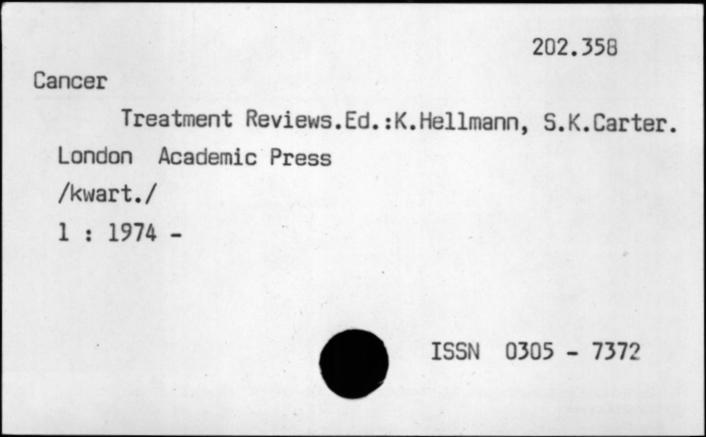 202.358
Cancer
Treatment Reviews.Ed.:K.Hellmann, S.K.Carter.
London Academic Press
/kwart./
1 : 1974 -
ISSN 0305 - 7372